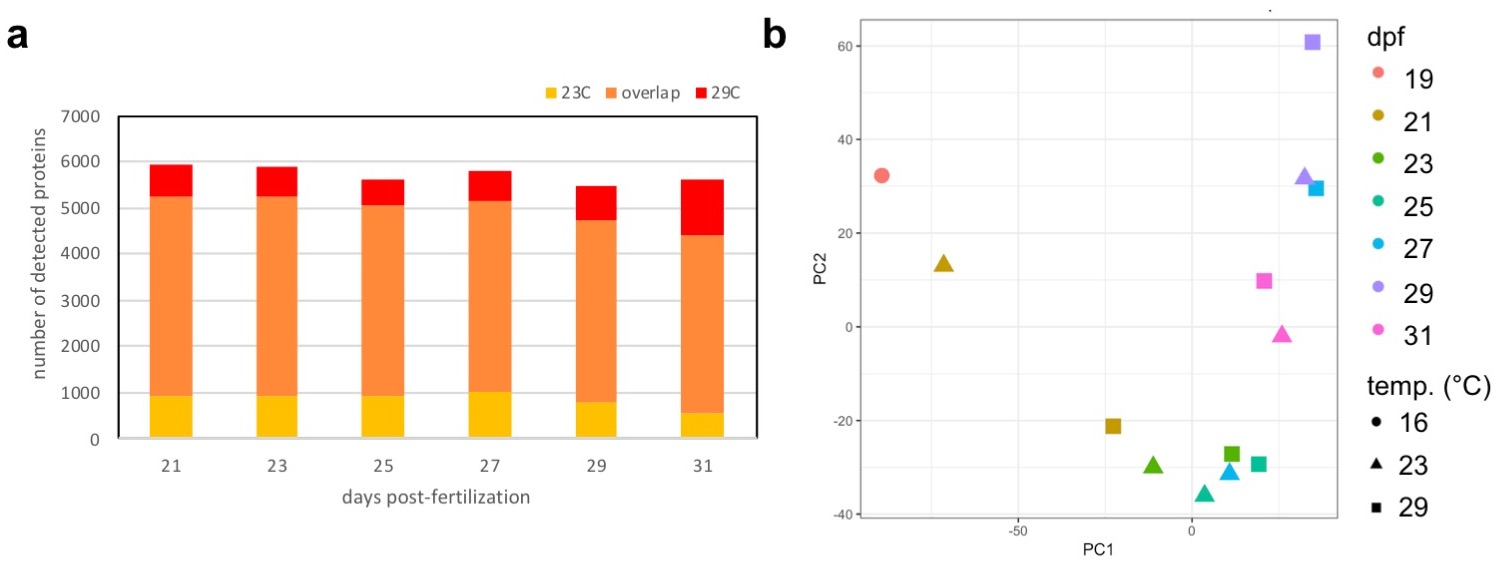 a
23C overlap 29C
7000
6000
5000
4000
3000
2000
1000
0
number of detected proteins
21 23 25 27 29 31
days post-fertilization
b
60
40
20
0
-20
-40
PC2
-50 0
PC1
dpf
19
21
23
25
27
29
31
temp. (°C)
16
23
29